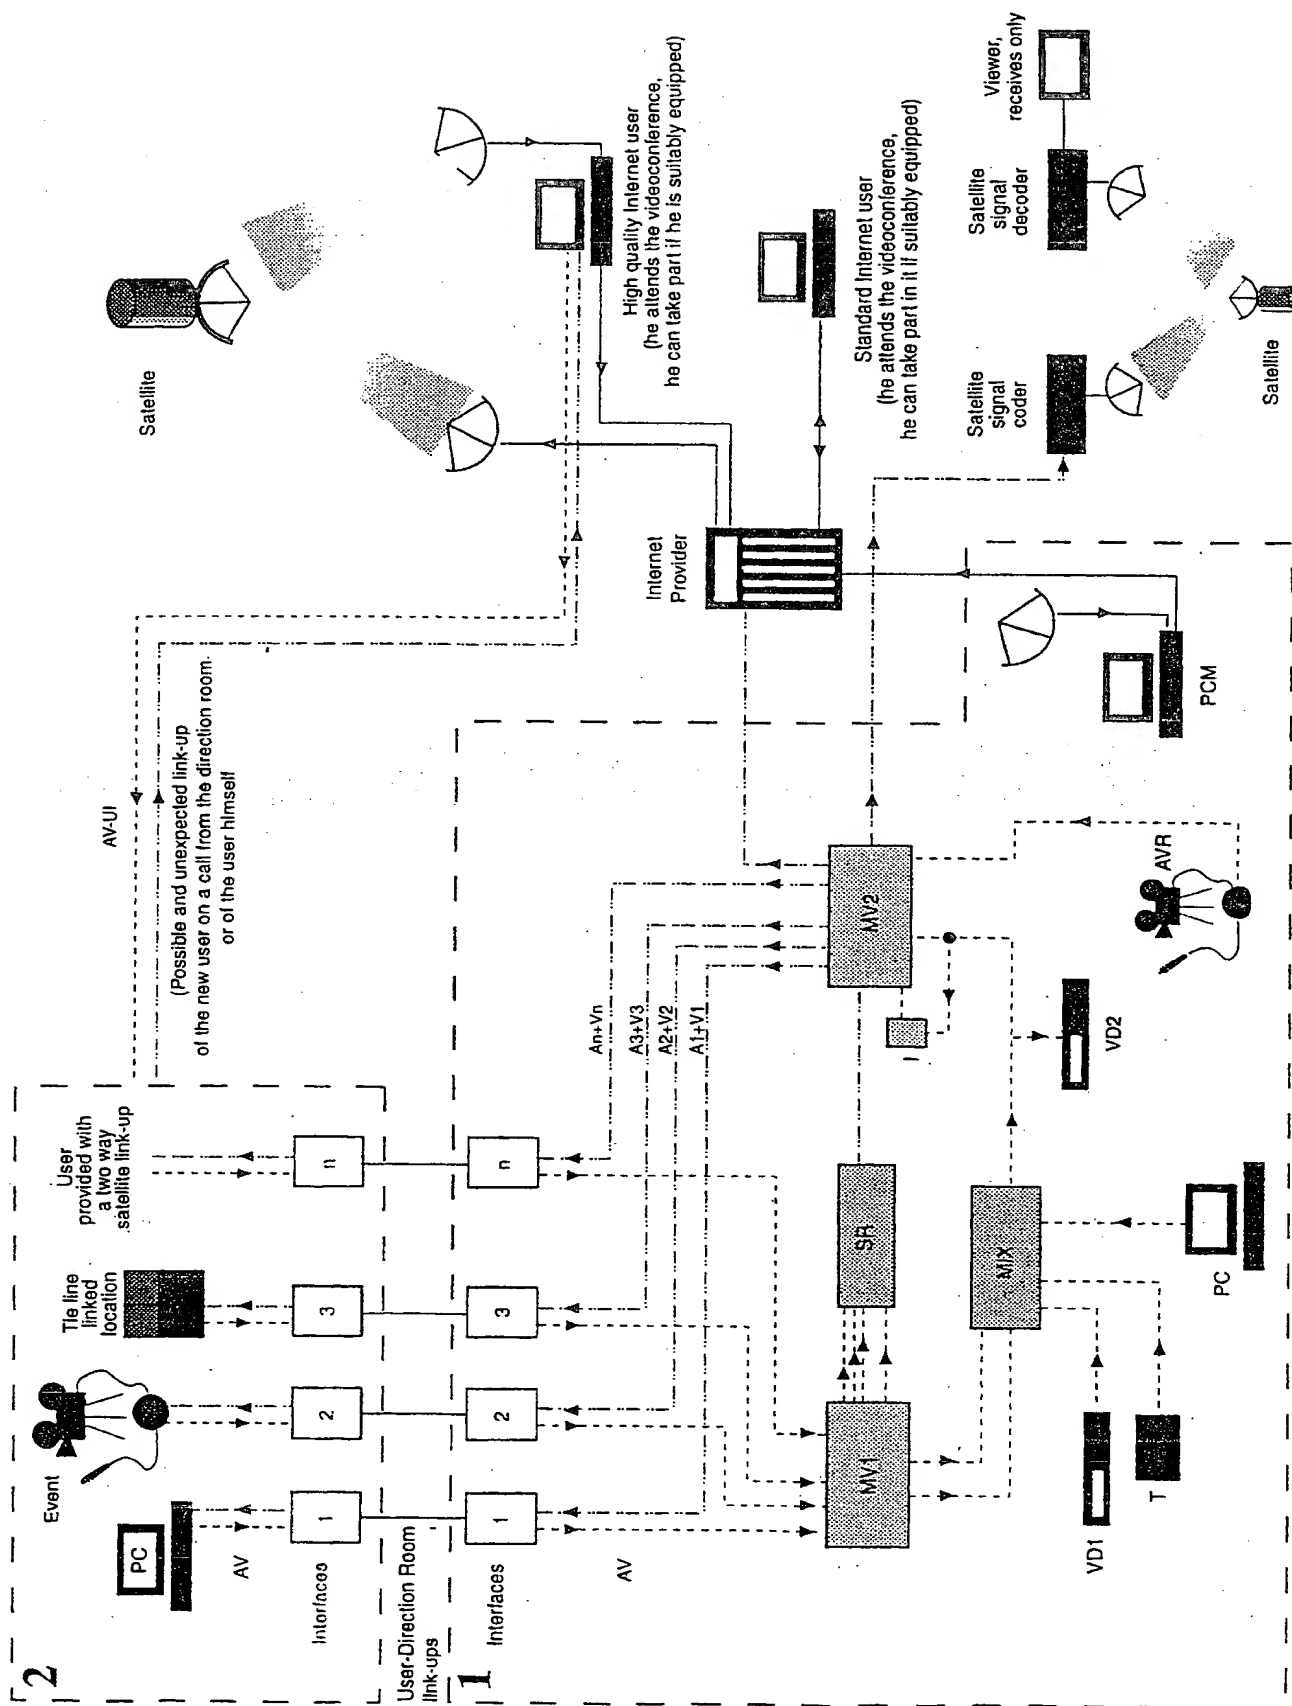 2
PC
Event
Tie line
linked
location
User
provided with
a two way
satellite link-up
AV
Interfaces
1
2
3
n
User-Direction Room
link-ups
1
Interfaces
1
2
3
n
AV
An+Vn
A3+V3
A2+V2
A1+V1
AV-UI
(Possible and unexpected link-up
of the new user on a call from the direction room
or of the user himself
Satellite
High quality Internet user
(he attends the videoconference,
he can take part if he is suitably equipped)
Internet
Provider
Standard Internet user
(he attends the videoconference,
he can take part in it if suitably equipped)
MV1
SR
MV2
I
MIX
VD1
T
PC
VD2
AVR
PCM
Satellite
signal
coder
Satellite
signal
decoder
Viewer,
receives only
Satellite